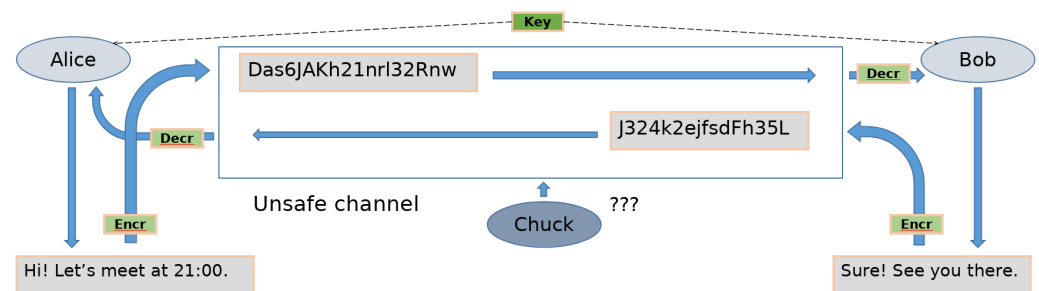 Key
Alice
Bob
Das6JAKh21nrl32Rnw
Decr
J324k2ejfsdFh35L
Decr
Unsafe channel
Chuck
???
Encr
Encr
Hi! Let’s meet at 21:00.
Sure! See you there.